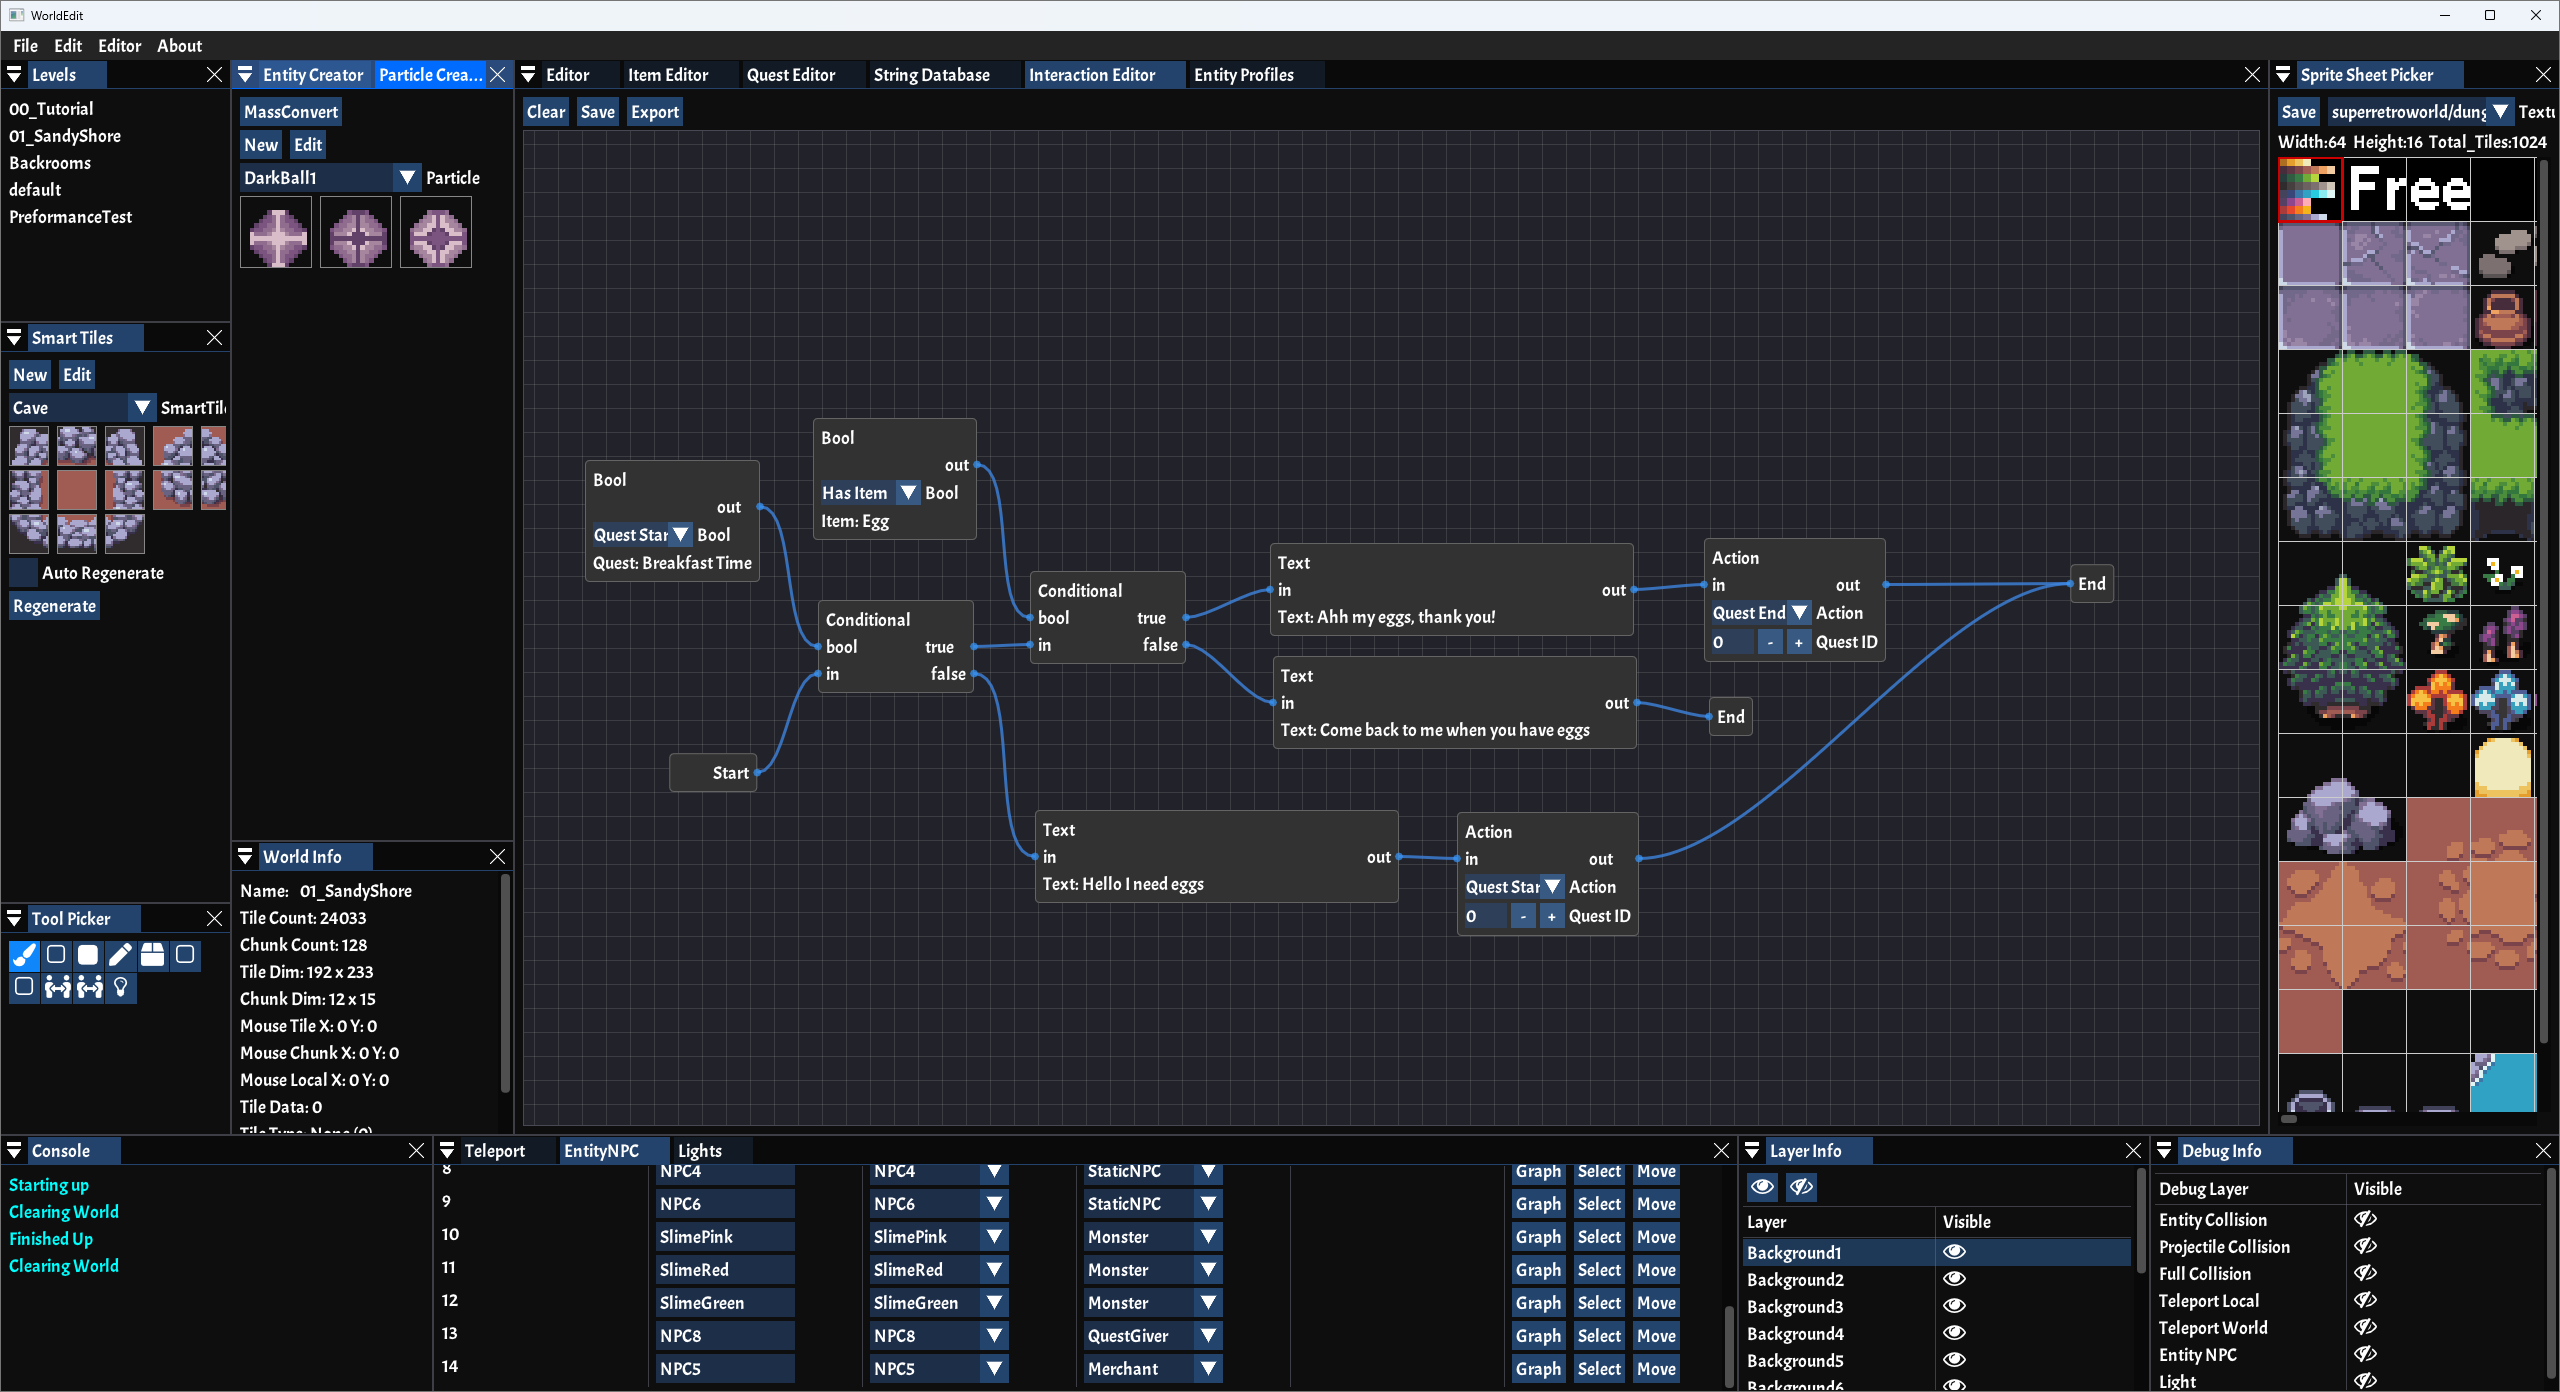 WorldEdit
File Edit Editor About
Levels
00_Tutorial
01_SandyShore
Backrooms
default
PreformanceTest
Smart Tiles
New Edit
Cave SmartTil
Auto Regenerate
Regenerate
Tool Picker
Entity Creator Particle Crea...
MassConvert
New Edit
DarkBall1 Particle
World Info
Name: 01_SandyShore
Tile Count: 24033
Chunk Count: 128
Tile Dim: 192 x 233
Chunk Dim: 12 x 15
Mouse Tile X: 0 Y: 0
Mouse Chunk X: 0 Y: 0
Mouse Local X: 0 Y: 0
Tile Data: 0
Tile Type: None (0)
Editor Item Editor Quest Editor String Database Interaction Editor Entity Profiles
Clear Save Export
Bool
out
Quest Star Bool
Quest: Breakfast Time
Bool
out
Has Item Bool
Item: Egg
Conditional
bool true
in false
Start
Conditional
bool true
in false
Text
in out
Text: Ahh my eggs, thank you!
Text
in out
Text: Come back to me when you have eggs
Action
in out
Quest End Action
0 - + Quest ID
End
End
Text
in out
Text: Hello I need eggs
Action
in out
Quest Star Action
0 - + Quest ID
Sprite Sheet Picker
Save superretroworld/dung Textu
Width:64 Height:16 Total_Tiles:1024
Free
Console
Starting up
Clearing World
Finished Up
Clearing World
Teleport EntityNPC Lights
8 NPC4 NPC4 StaticNPC Graph Select Move
9 NPC6 NPC6 StaticNPC Graph Select Move
10 SlimePink SlimePink Monster Graph Select Move
11 SlimeRed SlimeRed Monster Graph Select Move
12 SlimeGreen SlimeGreen Monster Graph Select Move
13 NPC8 NPC8 QuestGiver Graph Select Move
14 NPC5 NPC5 Merchant Graph Select Move
Layer Info
Layer Visible
Background1
Background2
Background3
Background4
Background5
Background6
Debug Info
Debug Layer Visible
Entity Collision
Projectile Collision
Full Collision
Teleport Local
Teleport World
Entity NPC
Light